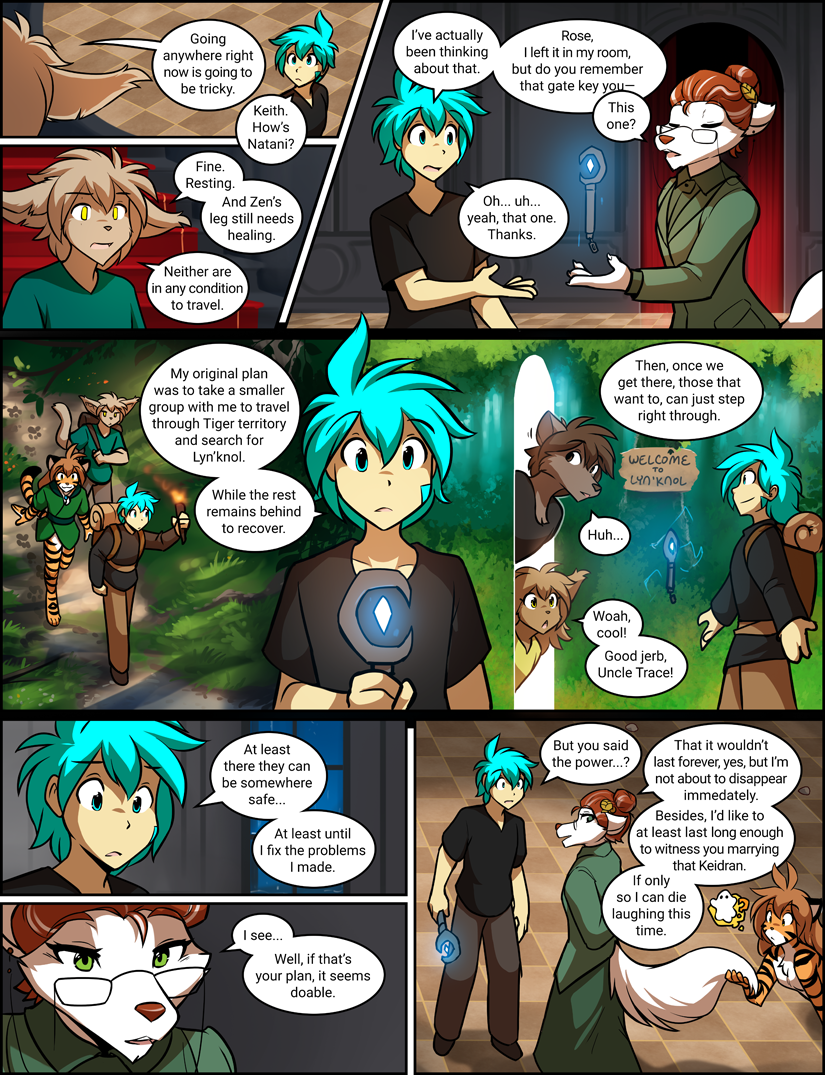 Going
anywhere right
now is going to
be tricky.
Keith.
How's
Natani?
Fine.
Resting.
And Zen's
leg still needs
healing.
Neither are
in any condition
to travel.
I've actually
been thinking
about that.
Rose,
I left it in my room,
but do you remember
that gate key you—
This
one?
Oh... uh...
yeah, that one.
Thanks.
My original plan
was to take a smaller
group with me to travel
through Tiger territory
and search for
Lyn'knol.
While the rest
remains behind
to recover.
Then, once we
get there, those that
want to, can just step
right through.
WELCOME
TO
LYN'KNOL
Huh...
Woah,
cool!
Good jerb,
Uncle Trace!
At least
there they can
be somewhere
safe...
At least until
I fix the problems
I made.
I see...
Well, if that's
your plan, it seems
doable.
But you said
the power...?
That it wouldn't
last forever, yes, but I'm
not about to disappear
immedately.
Besides, I'd like to
at least last long enough
to witness you marrying
that Keidran.
If only
so I can die
laughing this
time.
?